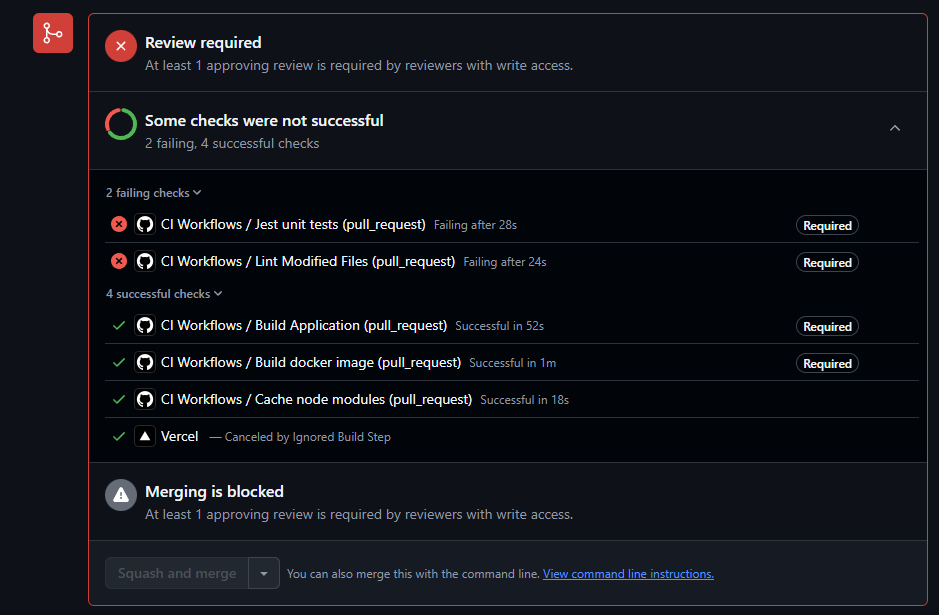 Review required
At least 1 approving review is required by reviewers with write access.
Some checks were not successful
2 failing, 4 successful checks
2 failing checks
CI Workflows / Jest unit tests (pull_request) Failing after 28s Required
CI Workflows / Lint Modified Files (pull_request) Failing after 24s Required
4 successful checks
CI Workflows / Build Application (pull_request) Successful in 52s Required
CI Workflows / Build docker image (pull_request) Successful in 1m Required
CI Workflows / Cache node modules (pull_request) Successful in 18s
Vercel — Canceled by Ignored Build Step
Merging is blocked
At least 1 approving review is required by reviewers with write access.
Squash and merge You can also merge this with the command line. View command line instructions.